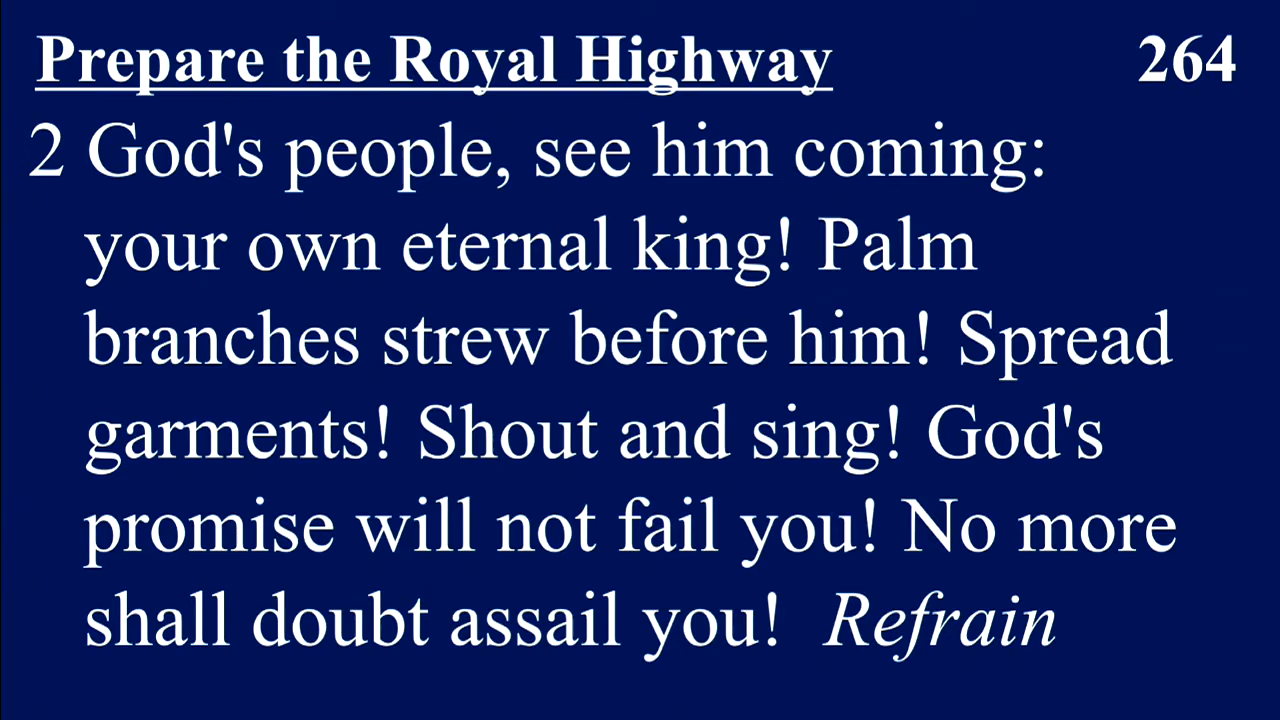 Prepare the Royal Highway 264
2 God's people, see him coming:
your own eternal king! Palm
branches strew before him! Spread
garments! Shout and sing! God's
promise will not fail you! No more
shall doubt assail you! Refrain